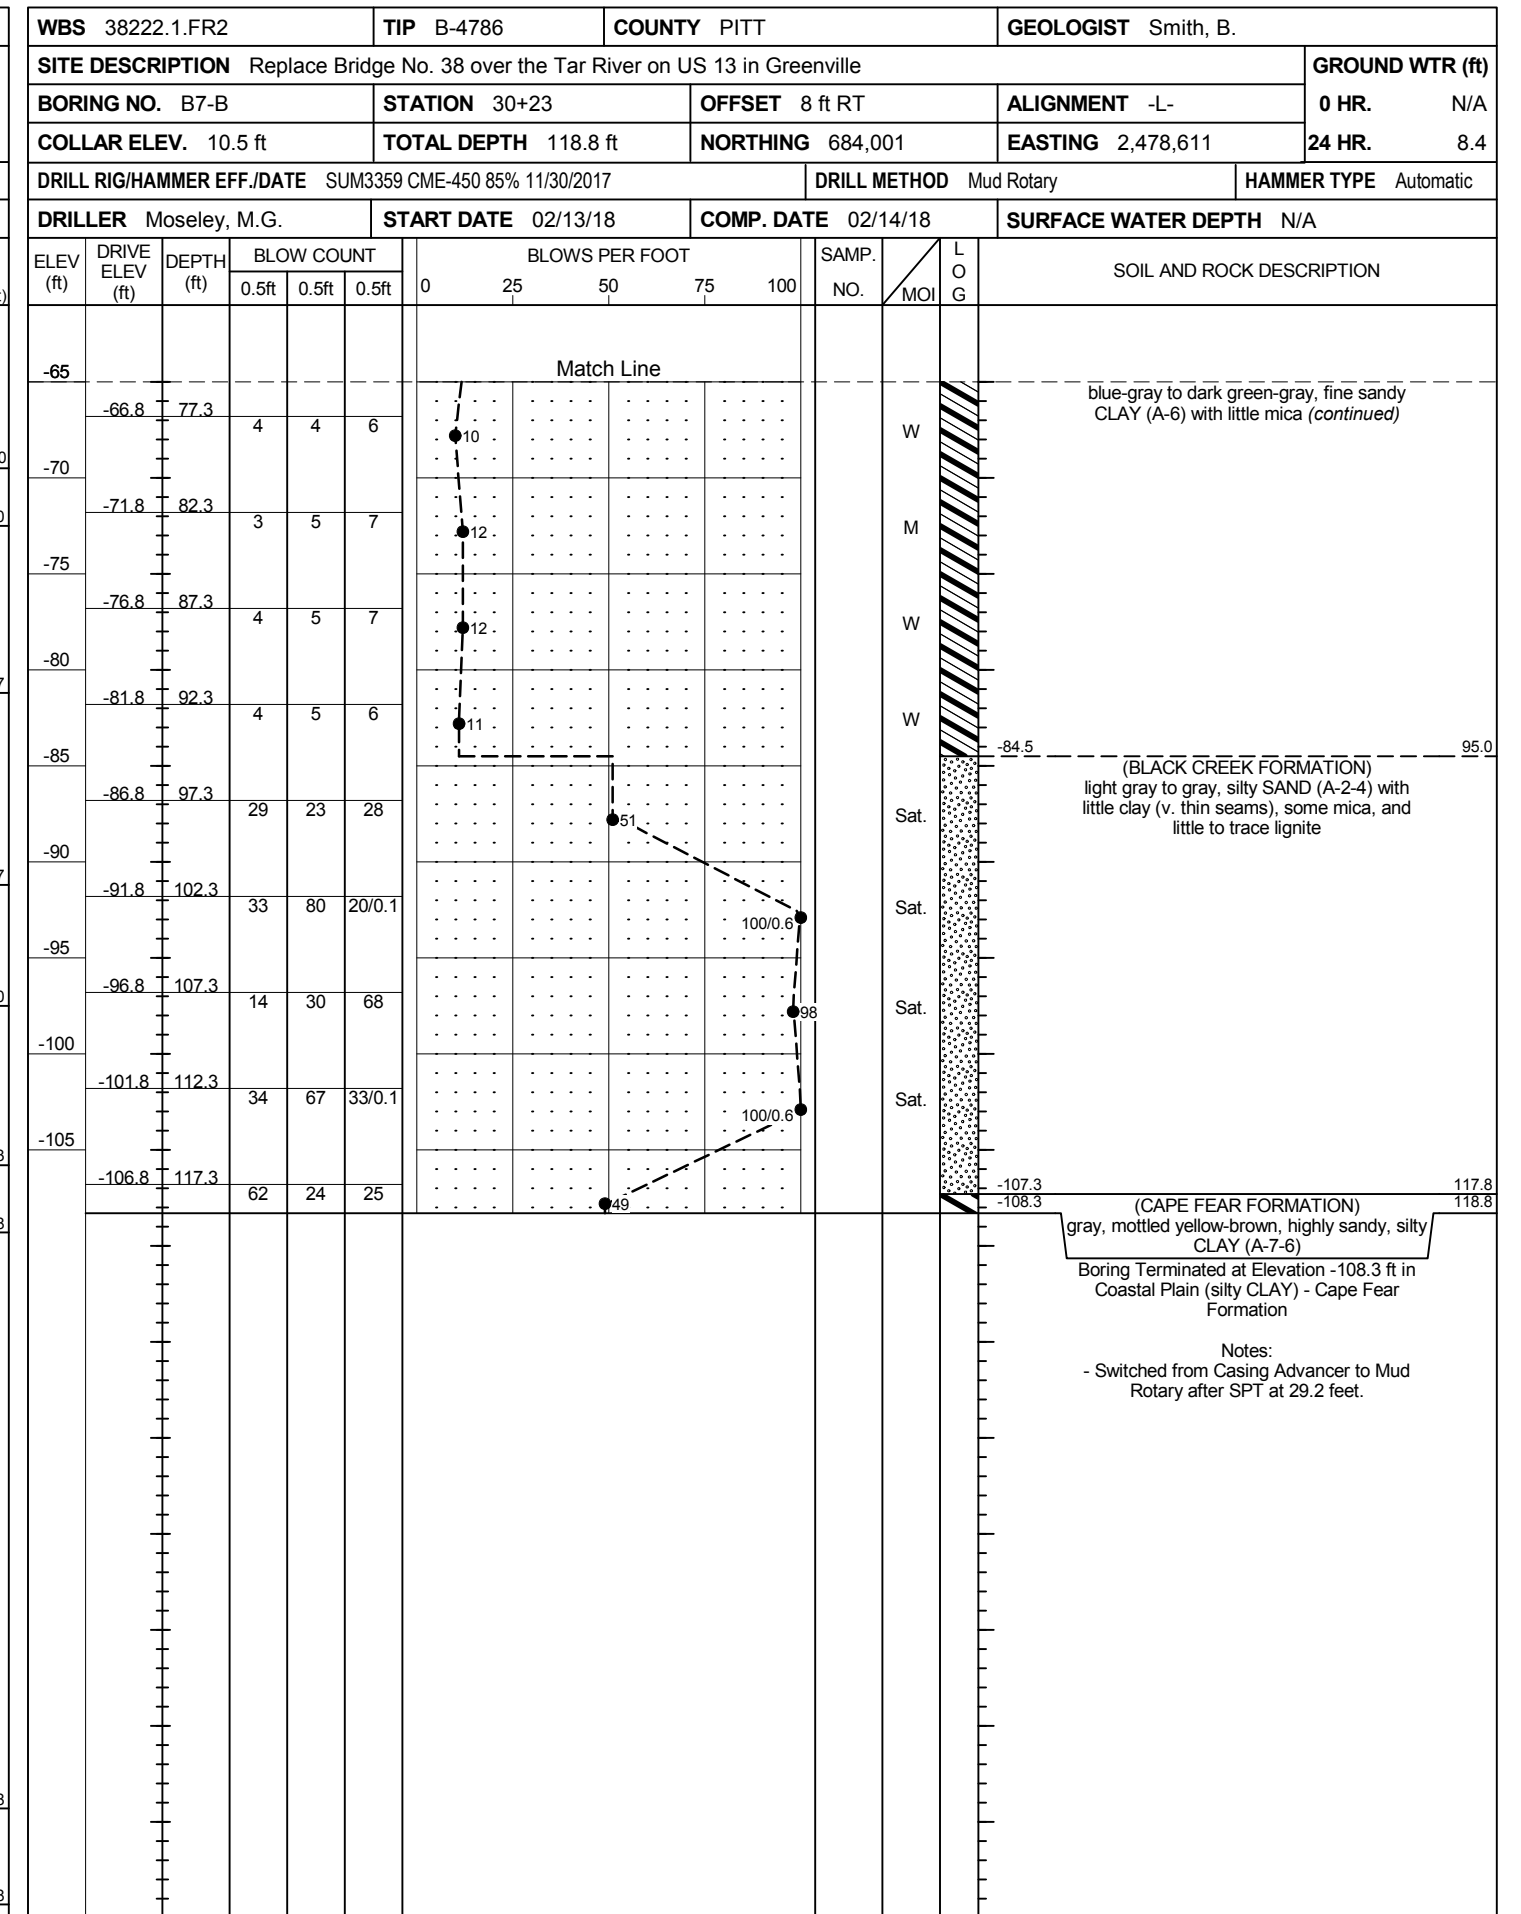 WBS 38222.1.FR2 TIP B-4786 COUNTY PITT GEOLOGIST Smith, B.
SITE DESCRIPTION Replace Bridge No. 38 over the Tar River on US 13 in Greenville GROUND WTR (ft)
BORING NO. B7-B STATION 30+23 OFFSET 8 ft RT ALIGNMENT -L- 0 HR. N/A
COLLAR ELEV. 10.5 ft TOTAL DEPTH 118.8 ft NORTHING 684,001 EASTING 2,478,611 24 HR. 8.4
DRILL RIG/HAMMER EFF./DATE SUM3359 CME-450 85% 11/30/2017 DRILL METHOD Mud Rotary HAMMER TYPE Automatic
DRILLER Moseley, M.G. START DATE 02/13/18 COMP. DATE 02/14/18 SURFACE WATER DEPTH N/A
ELEV (ft) DRIVE ELEV (ft) DEPTH (ft) BLOW COUNT BLOWS PER FOOT SAMP. NO. MOI LOG SOIL AND ROCK DESCRIPTION
0.5ft 0.5ft 0.5ft 0 25 50 75 100
Match Line
-65
blue-gray to dark green-gray, fine sandy
CLAY (A-6) with little mica (continued)
-66.8 77.3
4 4 6 10 W
-70
-71.8 82.3
3 5 7 12 M
-75
-76.8 87.3
4 5 7 12 W
-80
-81.8 92.3
4 5 6 11 W
-84.5 95.0
-85
(BLACK CREEK FORMATION)
light gray to gray, silty SAND (A-2-4) with
little clay (v. thin seams), some mica, and
little to trace lignite
-86.8 97.3
29 23 28 51 Sat.
-90
-91.8 102.3
33 80 20/0.1 100/0.6 Sat.
-95
-96.8 107.3
14 30 68 98 Sat.
-100
-101.8 112.3
34 67 33/0.1 100/0.6 Sat.
-105
-106.8 117.3
62 24 25 49
-107.3 117.8
-108.3 118.8
(CAPE FEAR FORMATION)
gray, mottled yellow-brown, highly sandy, silty
CLAY (A-7-6)
Boring Terminated at Elevation -108.3 ft in
Coastal Plain (silty CLAY) - Cape Fear
Formation
Notes:
- Switched from Casing Advancer to Mud
Rotary after SPT at 29.2 feet.